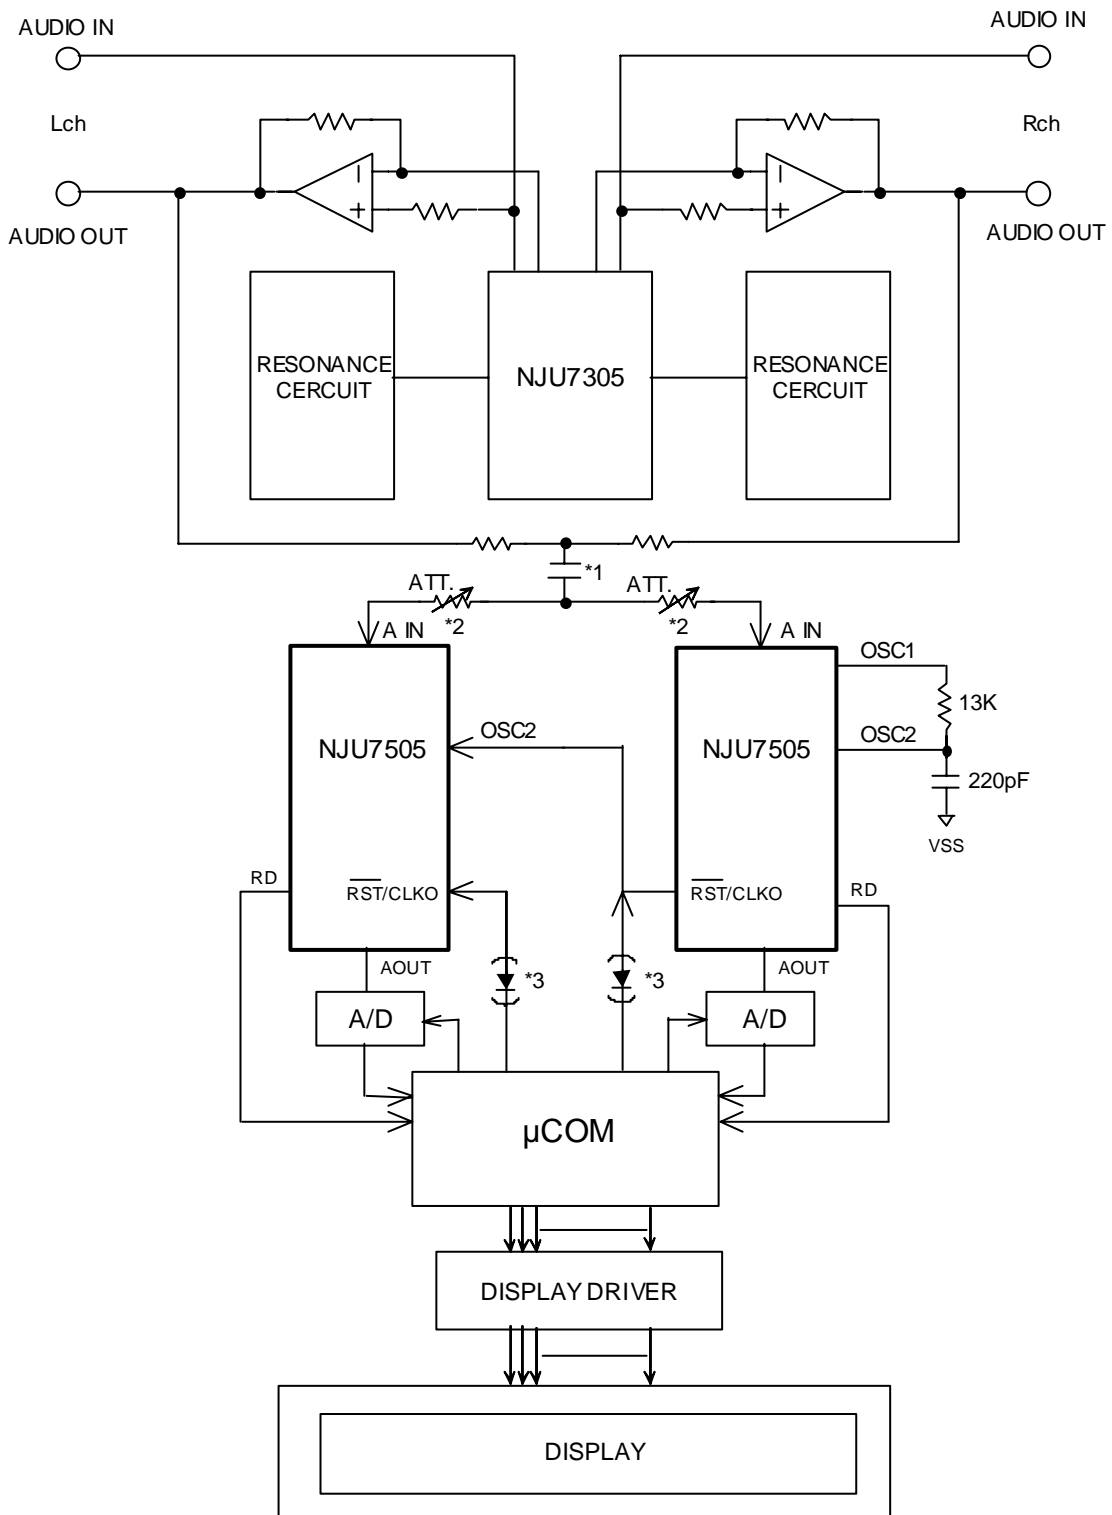 AUDIO IN
AUDIO IN
Lch
Rch
AUDIO OUT
AUDIO OUT
RESONANCE
CERCUIT
NJU7305
RESONANCE
CERCUIT
*1
ATT.
ATT.
*2
*2
A IN
A IN
OSC1
13K
OSC2
OSC2
NJU7505
NJU7505
220pF
VSS
RD
RD
RST/CLKO
RST/CLKO
AOUT
*3
*3
AOUT
A/D
A/D
µCOM
DISPLAY DRIVER
DISPLAY